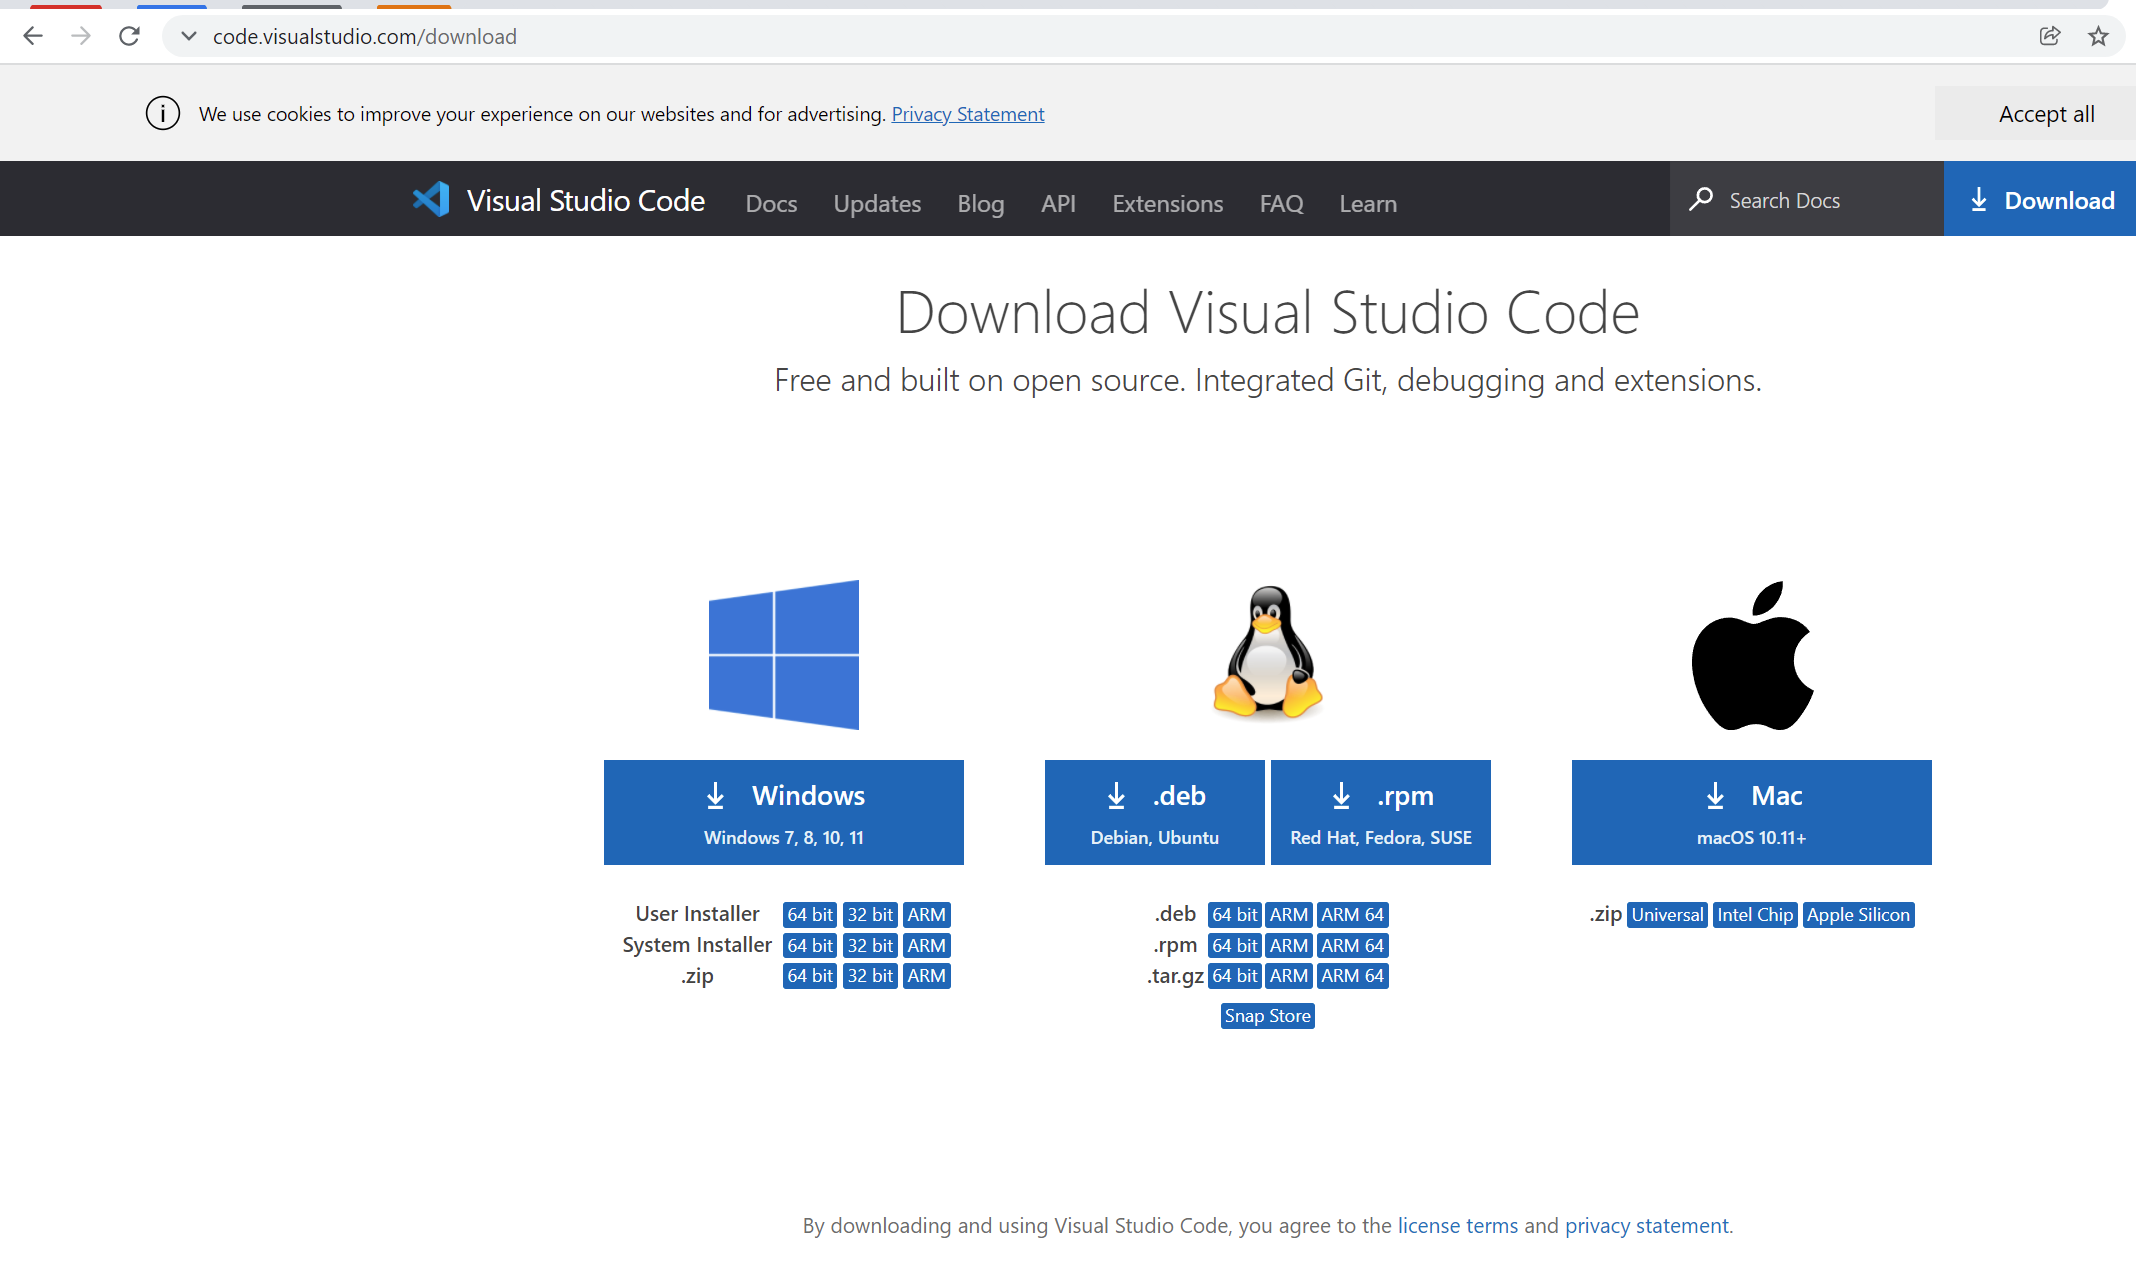 code.visualstudio.com/download
We use cookies to improve your experience on our websites and for advertising. Privacy Statement
Accept all
Visual Studio Code Docs Updates Blog API Extensions FAQ Learn Search Docs Download
Download Visual Studio Code
Free and built on open source. Integrated Git, debugging and extensions.
Windows
Windows 7, 8, 10, 11
User Installer 64 bit 32 bit ARM
System Installer 64 bit 32 bit ARM
.zip 64 bit 32 bit ARM
.deb
Debian, Ubuntu
.rpm
Red Hat, Fedora, SUSE
.deb 64 bit ARM ARM 64
.rpm 64 bit ARM ARM 64
.tar.gz 64 bit ARM ARM 64
Snap Store
Mac
macOS 10.11+
.zip Universal Intel Chip Apple Silicon
By downloading and using Visual Studio Code, you agree to the license terms and privacy statement.